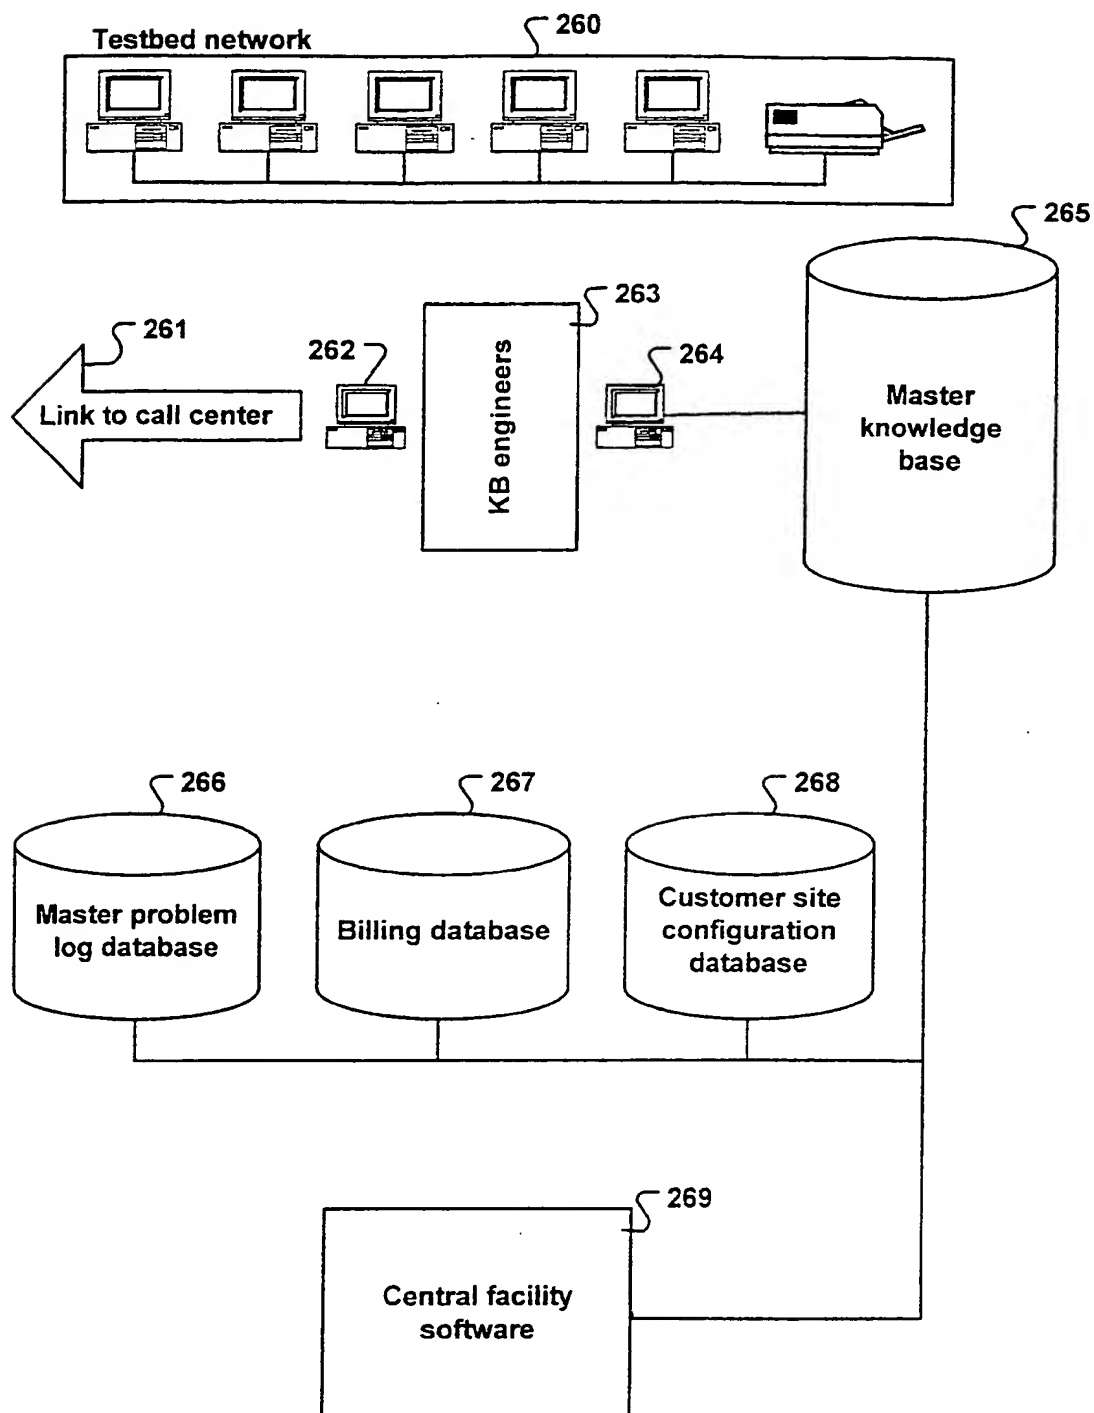 Testbed network
260
265
263
261
262
264
Link to call center
KB engineers
Master
knowledge
base
266
267
268
Master problem
log database
Billing database
Customer site
configuration
database
269
Central facility
software